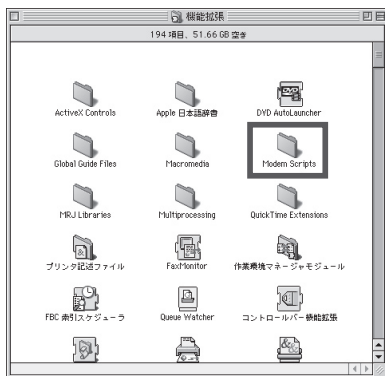 機能拡張
194 項目、51.66 GB 空き
ActiveX Controls
Apple 日本語辞書
DVD AutoLauncher
Global Guide Files
Macromedia
Modem Scripts
MRJ Libraries
Multiprocessing
QuickTime Extensions
プリンタ記述ファイル
FaxMonitor
作業環境マネージャモジュール
FBC 索引スケジューラ
Queue Watcher
コントロールバー機能拡張